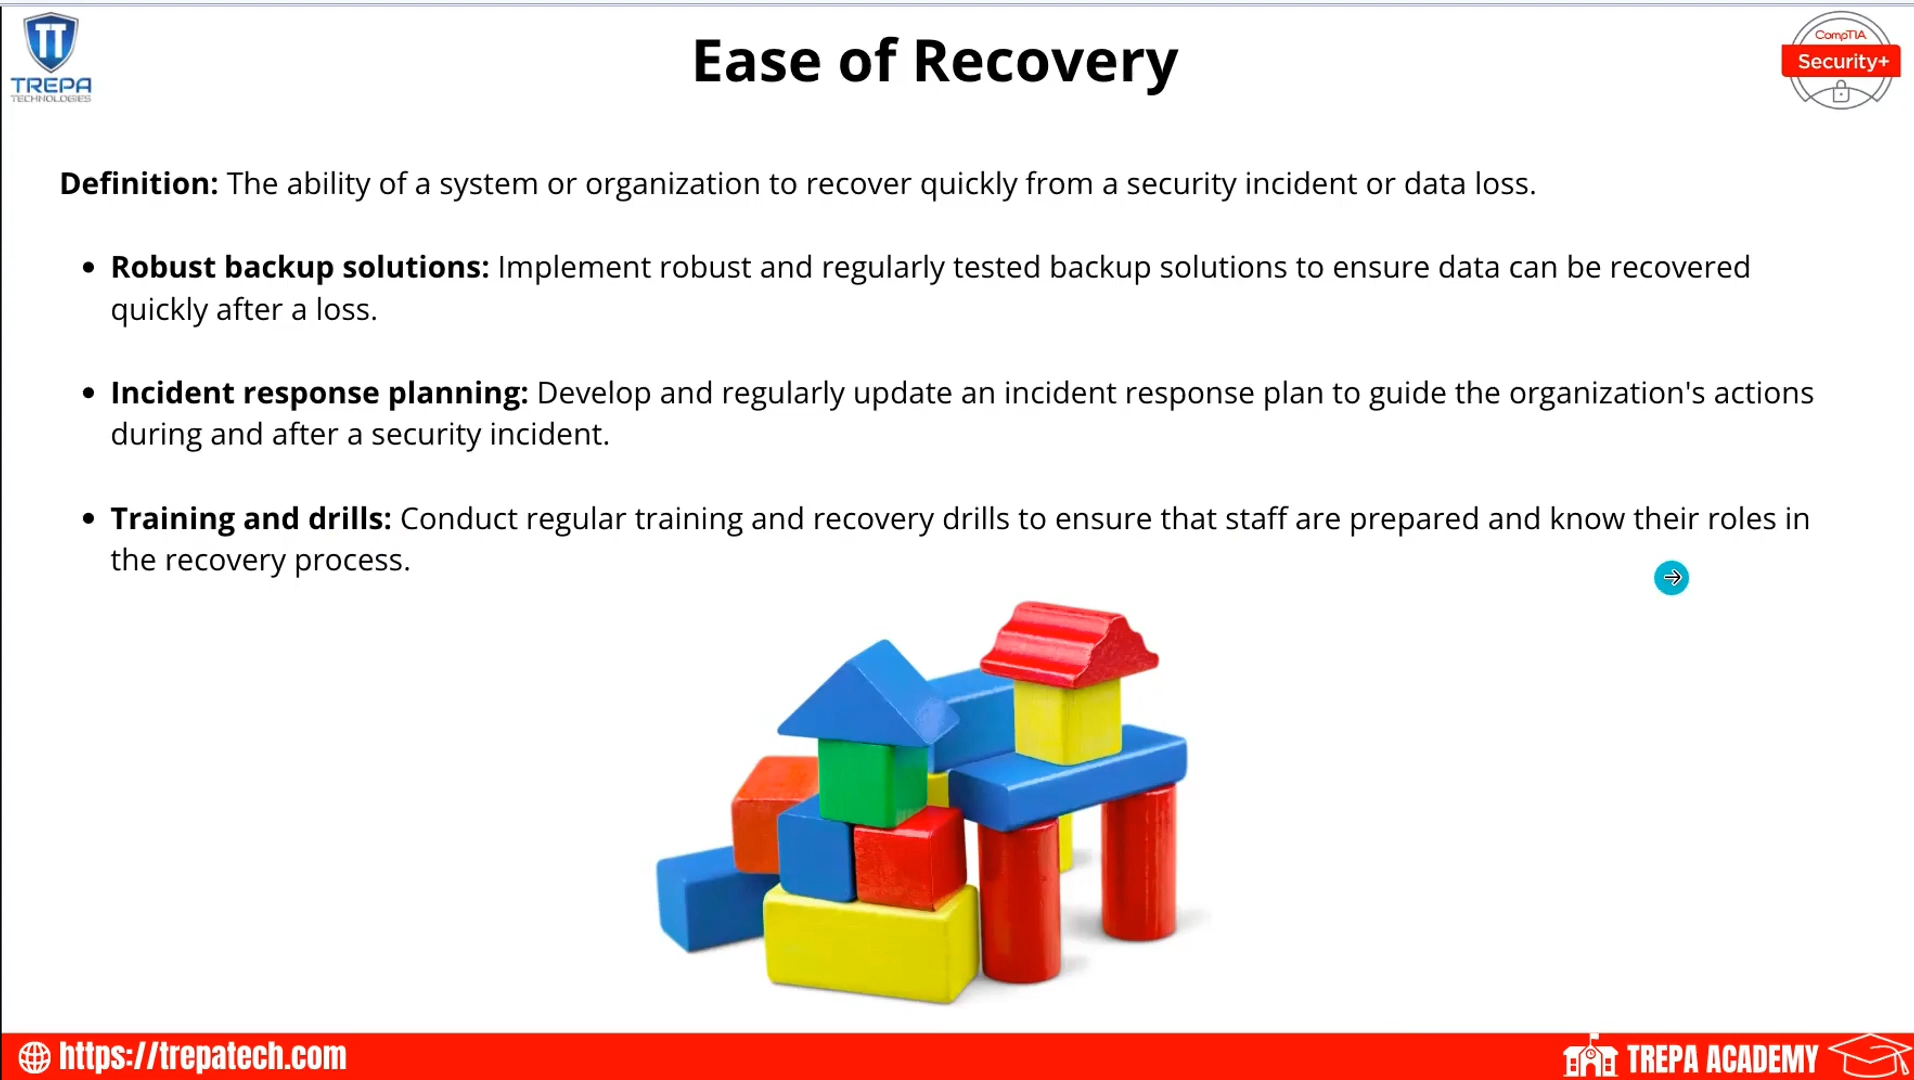 TREPA
TECHNOLOGIES
Ease of Recovery
CompTIA
Security+
Definition: The ability of a system or organization to recover quickly from a security incident or data loss.
• Robust backup solutions: Implement robust and regularly tested backup solutions to ensure data can be recovered
quickly after a loss.
• Incident response planning: Develop and regularly update an incident response plan to guide the organization's actions
during and after a security incident.
• Training and drills: Conduct regular training and recovery drills to ensure that staff are prepared and know their roles in
the recovery process.
https://trepatech.com
TREPA ACADEMY